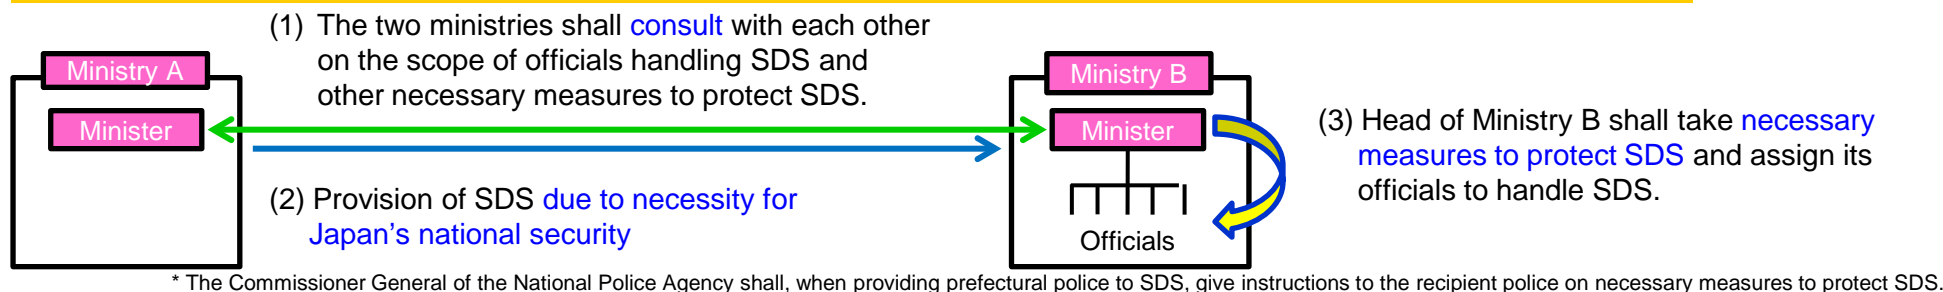 (1) The two ministries shall consult with each other
on the scope of officials handling SDS and
other necessary measures to protect SDS.
Ministry A
Minister
Ministry B
Minister
Officials
(2) Provision of SDS due to necessity for
Japan's national security
(3) Head of Ministry B shall take necessary
measures to protect SDS and assign its
officials to handle SDS.
* The Commissioner General of the National Police Agency shall, when providing prefectural police to SDS, give instructions to the recipient police on necessary measures to protect SDS.